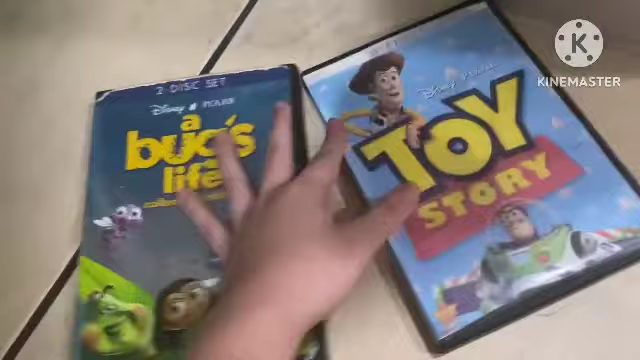 2 DISC SET
Disney PIXAR
a
bug's
life
Disney PIXAR
TOY
STORY
K
KINEMASTER